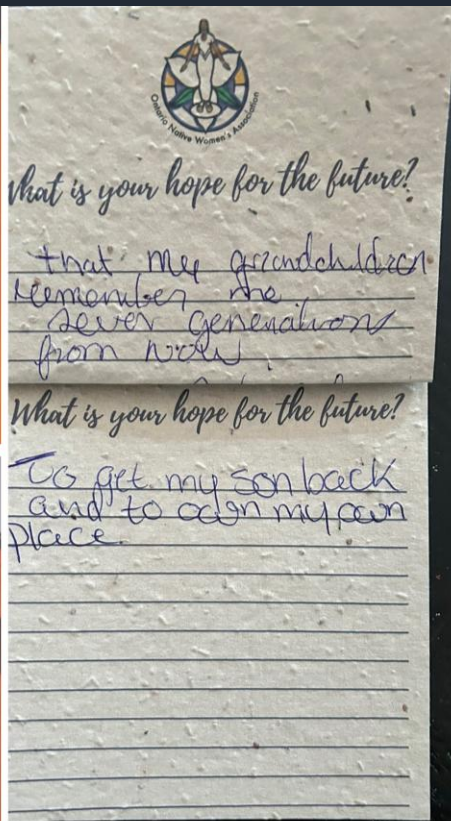 Ontario Native Women's Association
What is your hope for the future?
that my grandchildren
remember me
seven generations
from now
What is your hope for the future?
To get my son back
and to own my own
place.